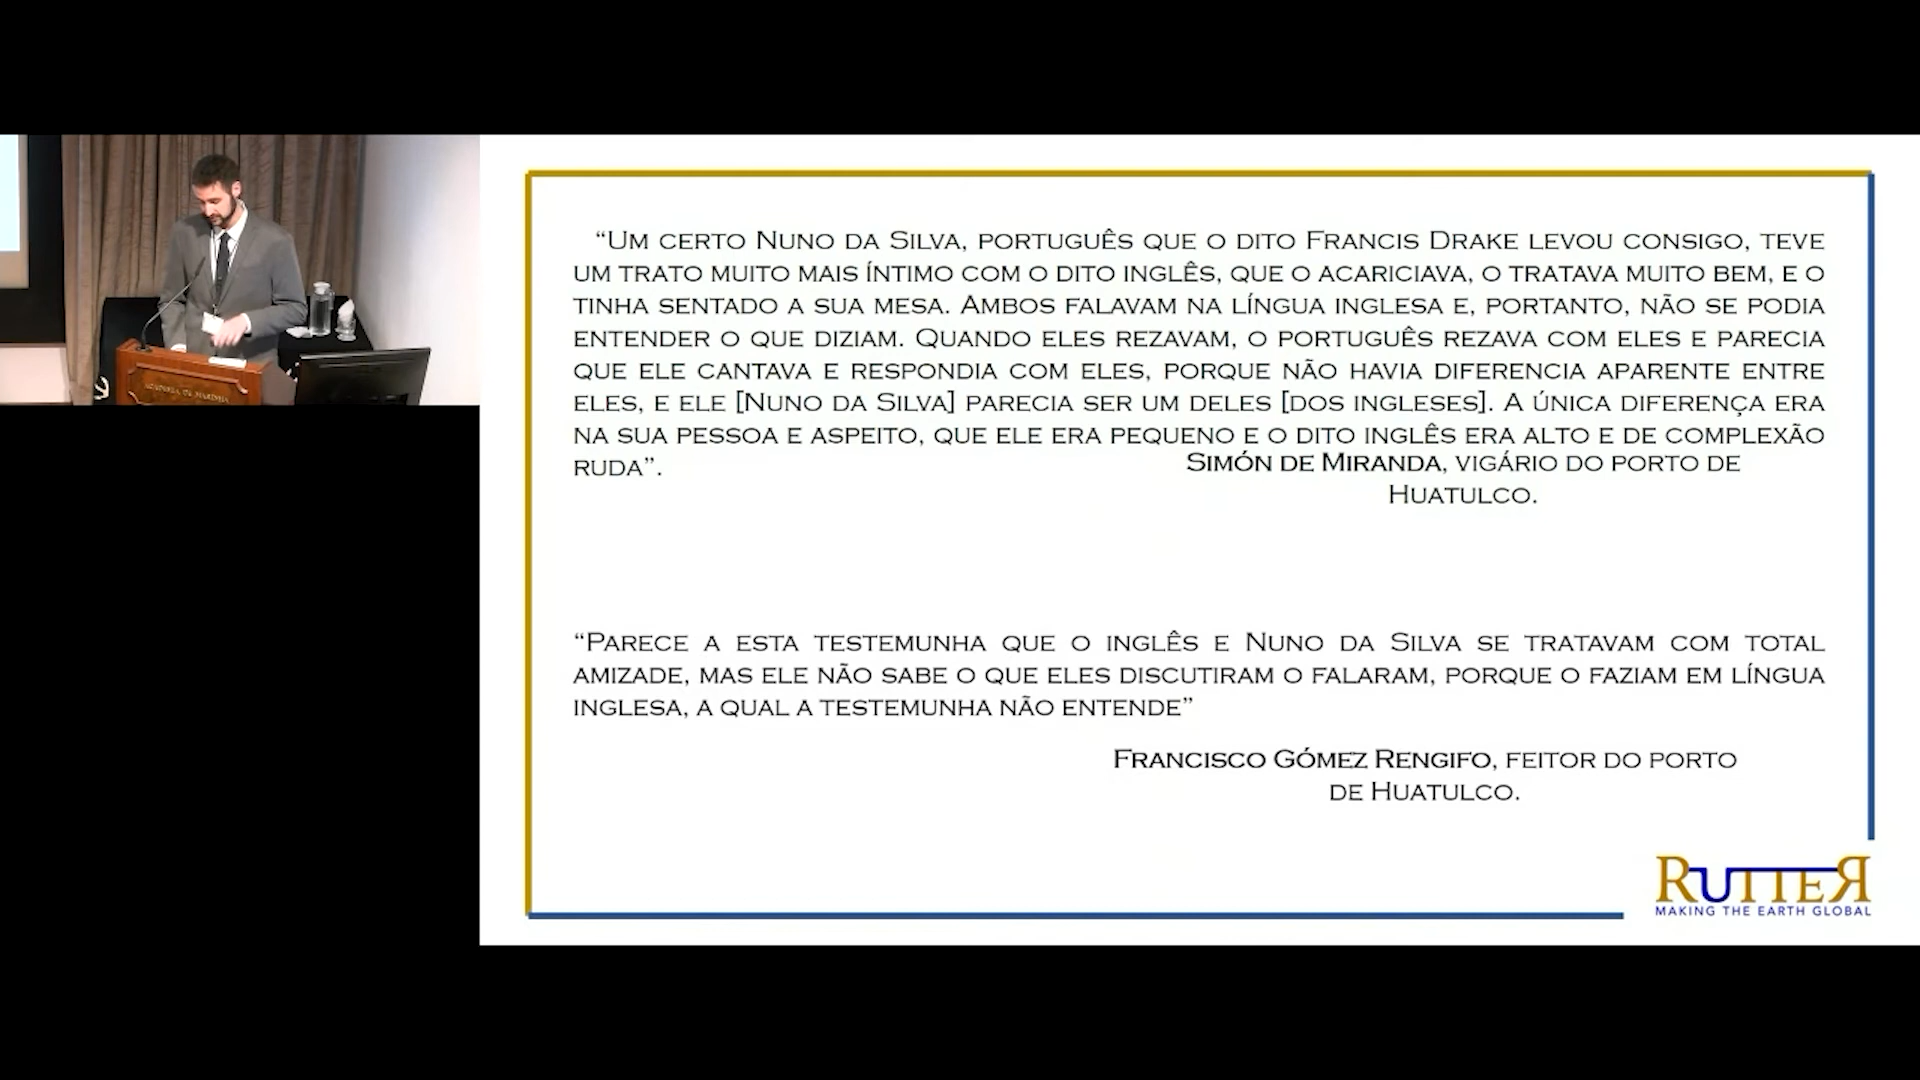 “Um certo Nuno da Silva, português que o dito Francis Drake levou consigo, teve
um trato muito mais íntimo com o dito inglês, que o acariciava, o tratava muito bem, e o
tinha sentado a sua mesa. Ambos falavam na língua inglesa e, portanto, não se podia
entender o que diziam. Quando eles rezavam, o português rezava com eles e parecia
que ele cantava e respondia com eles, porque não havia diferencia aparente entre
eles, e ele [Nuno da Silva] parecia ser um deles [dos ingleses]. A única diferença era
na sua pessoa e aspeito, que ele era pequeno e o dito inglês era alto e de complexão
ruda”.
Simón de Miranda, vigário do porto de
Huatulco.
“Parece a esta testemunha que o inglês e Nuno da Silva se tratavam com total
amizade, mas ele não sabe o que eles discutiram o falaram, porque o faziam em língua
inglesa, a qual a testemunha não entende”
Francisco Gómez Rengifo, feitor do porto
de Huatulco.
RUTTER
MAKING THE EARTH GLOBAL
ACADEMIA DE MARINHA